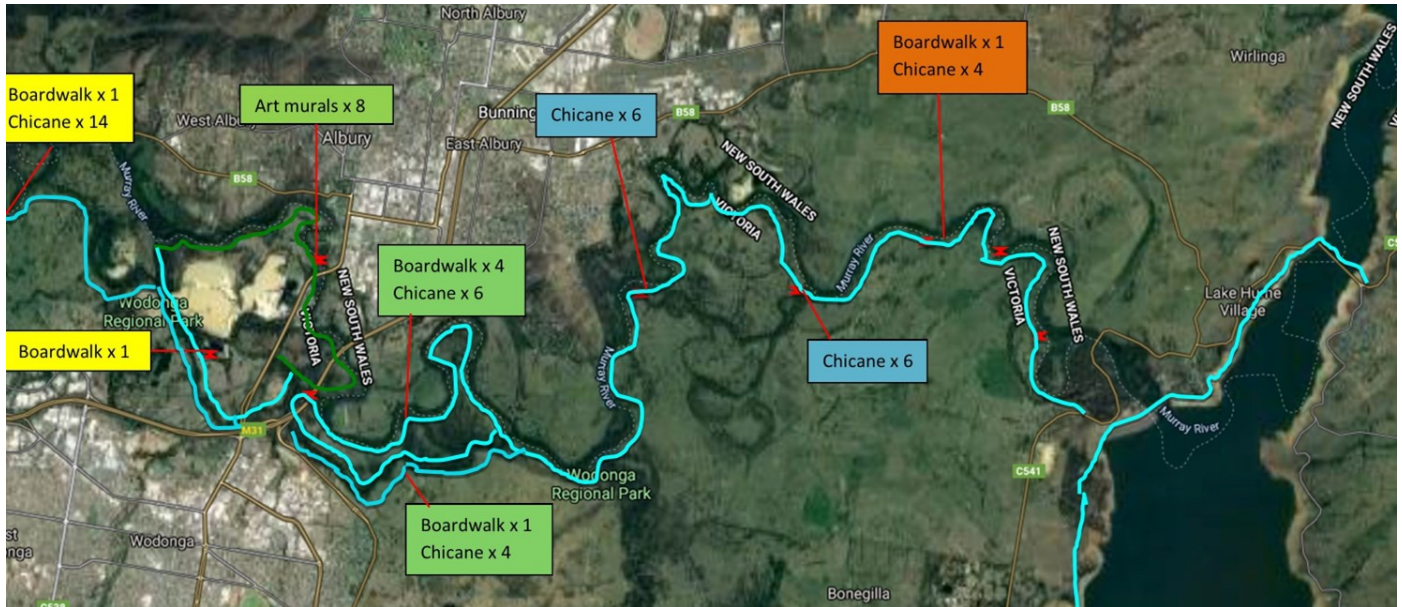 North Albury
Boardwalk x 1
Chicane x 4
Wirlinga
NEW SOUTH WALES
Boardwalk x 1
Chicane x 14
Art murals x 8
Chicane x 6
B58
B58
West Albury
Bunning
Albury
East Albury
NEW SOUTH WALES
VICTORIA
B58
Murray River
Boardwalk x 4
Chicane x 6
Murray River
NEW SOUTH WALES
VICTORIA
NEW SOUTH WALES
VICTORIA
Wodonga
Regional Park
Lake Hume
Village
Boardwalk x 1
Chicane x 6
Murray River
Murray River
M31
Wodonga
Regional Park
C541
Boardwalk x 1
Chicane x 4
Wodonga
Bonegilla